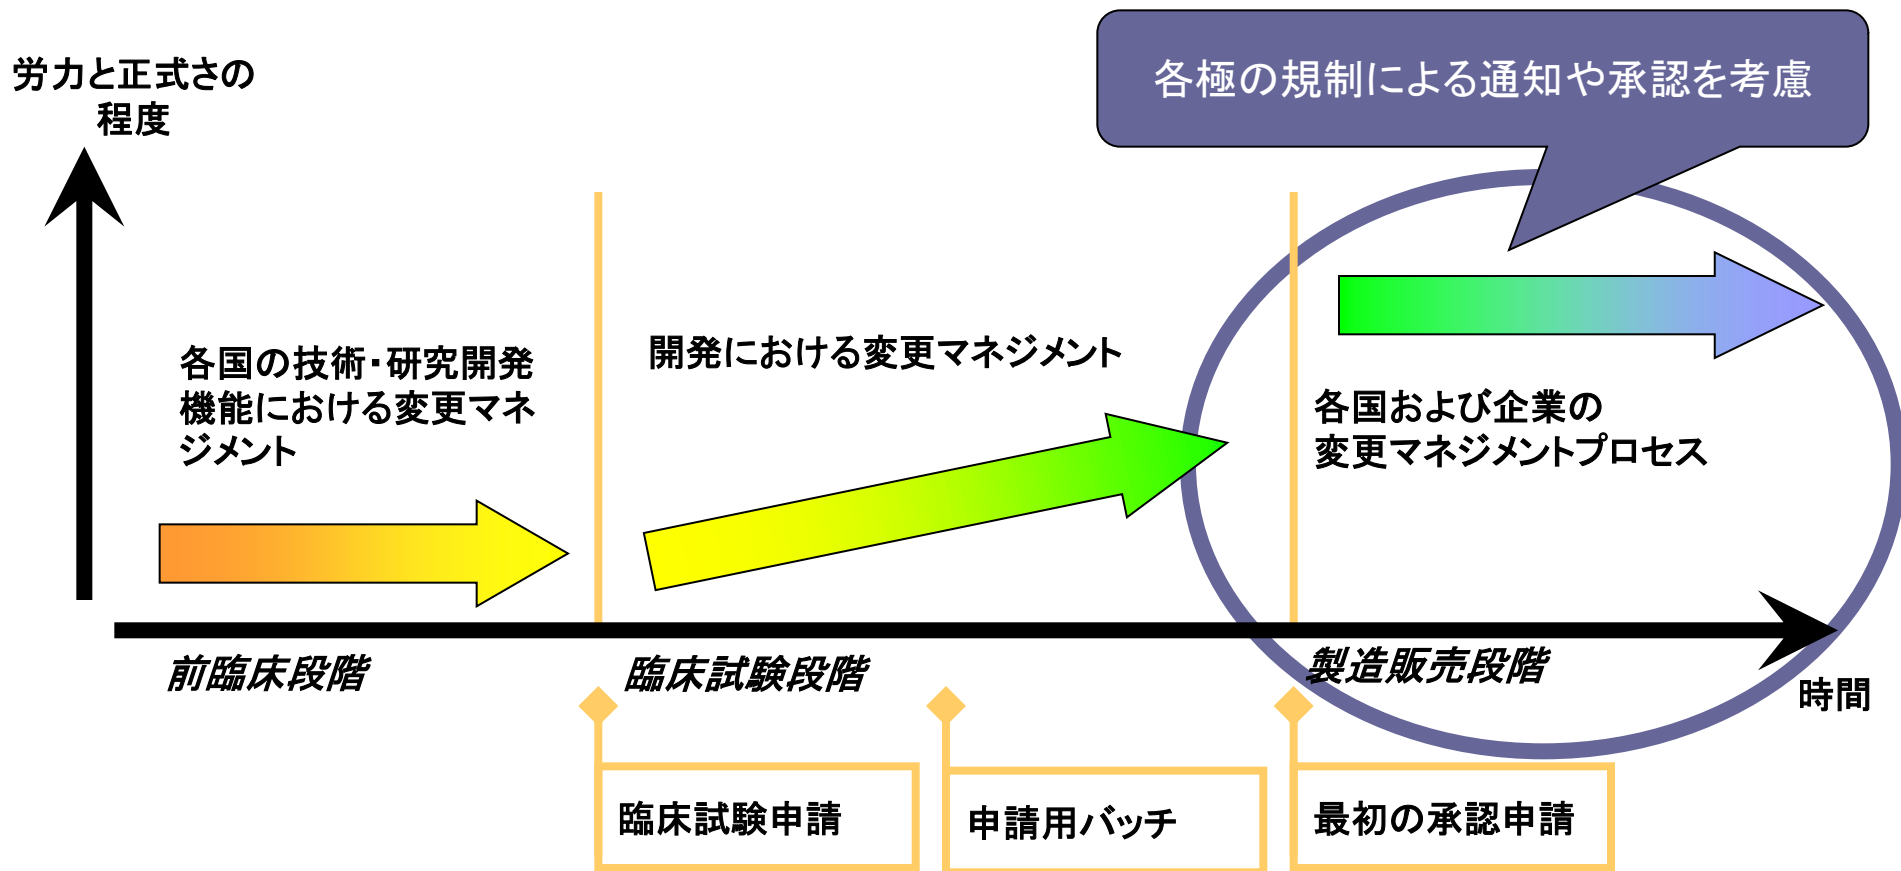 各極の規制による通知や承認を考慮
労力と正式さの
程度
各国の技術・研究開発
機能における変更マネ
ジメント
開発における変更マネジメント
各国および企業の
変更マネジメントプロセス
前臨床段階
臨床試験段階
製造販売段階
時間
臨床試験申請
申請用バッチ
最初の承認申請